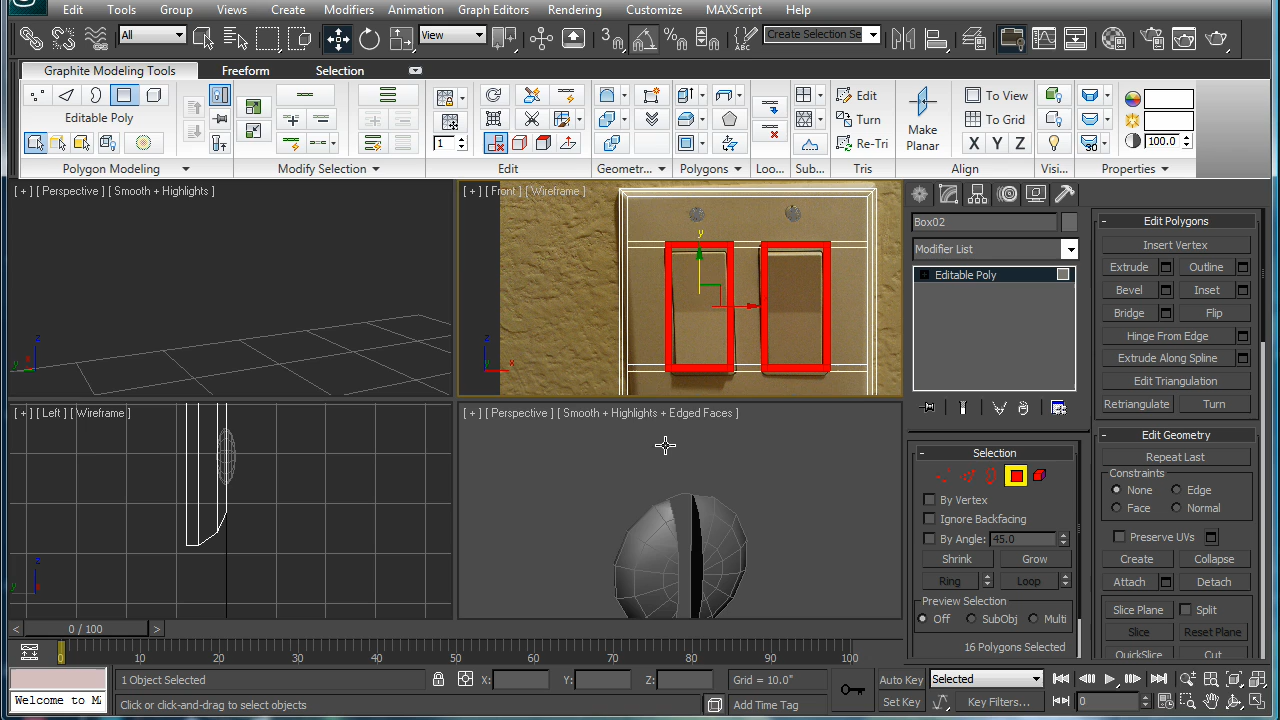 Edit Tools Group Views Create Modifiers Animation Graph Editors Rendering Customize MAXScript Help
All View 3 Create Selection Se
Graphite Modeling Tools Freeform Selection
Editable Poly
Polygon Modeling
Modify Selection
1
Edit
Geometr...
Polygons
Loo...
Sub...
Edit
Turn
Re-Tri
Tris
Make
Planar
To View
To Grid
X Y Z
Align
Visi...
100.0
Properties
[ + ] [ Perspective ] [ Smooth + Highlights ]
[ + ] [ Front ] [ Wireframe ]
[ + ] [ Left ] [ Wireframe ]
[ + ] [ Perspective ] [ Smooth + Highlights + Edged Faces ]
y
z
x
Box02
Modifier List
Editable Poly
Selection
By Vertex
Ignore Backfacing
By Angle: 45.0
Shrink Grow
Ring Loop
Preview Selection
Off SubObj Multi
16 Polygons Selected
Edit Polygons
Insert Vertex
Extrude Outline
Bevel Inset
Bridge Flip
Hinge From Edge
Extrude Along Spline
Edit Triangulation
Retriangulate Turn
Edit Geometry
Repeat Last
Constraints
None Edge
Face Normal
Preserve UVs
Create Collapse
Attach Detach
Slice Plane Split
Slice Reset Plane
QuickSlice Cut
< 0 / 100 >
0 10 20 30 40 50 60 70 80 90 100
1 Object Selected X: Y: Z: Grid = 10.0" Auto Key Selected
Welcome to M Click or click-and-drag to select objects Add Time Tag Set Key Key Filters... 0